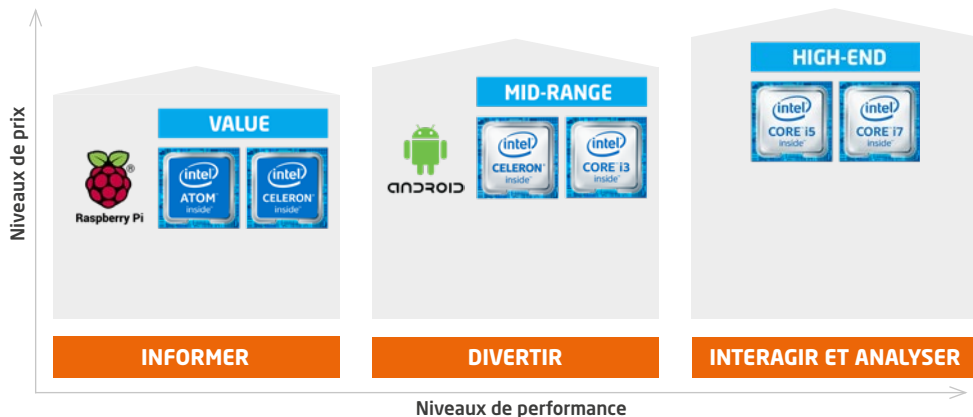 Niveaux de prix
VALUE
Raspberry Pi
®
intel
ATOM
inside
intel
CELERON
inside
INFORMER
MID-RANGE
ANDROID
intel
CELERON
inside
intel
CORE i3
inside
DIVERTIR
HIGH-END
intel
CORE i5
inside
intel
CORE i7
inside
INTERAGIR ET ANALYSER
Niveaux de performance